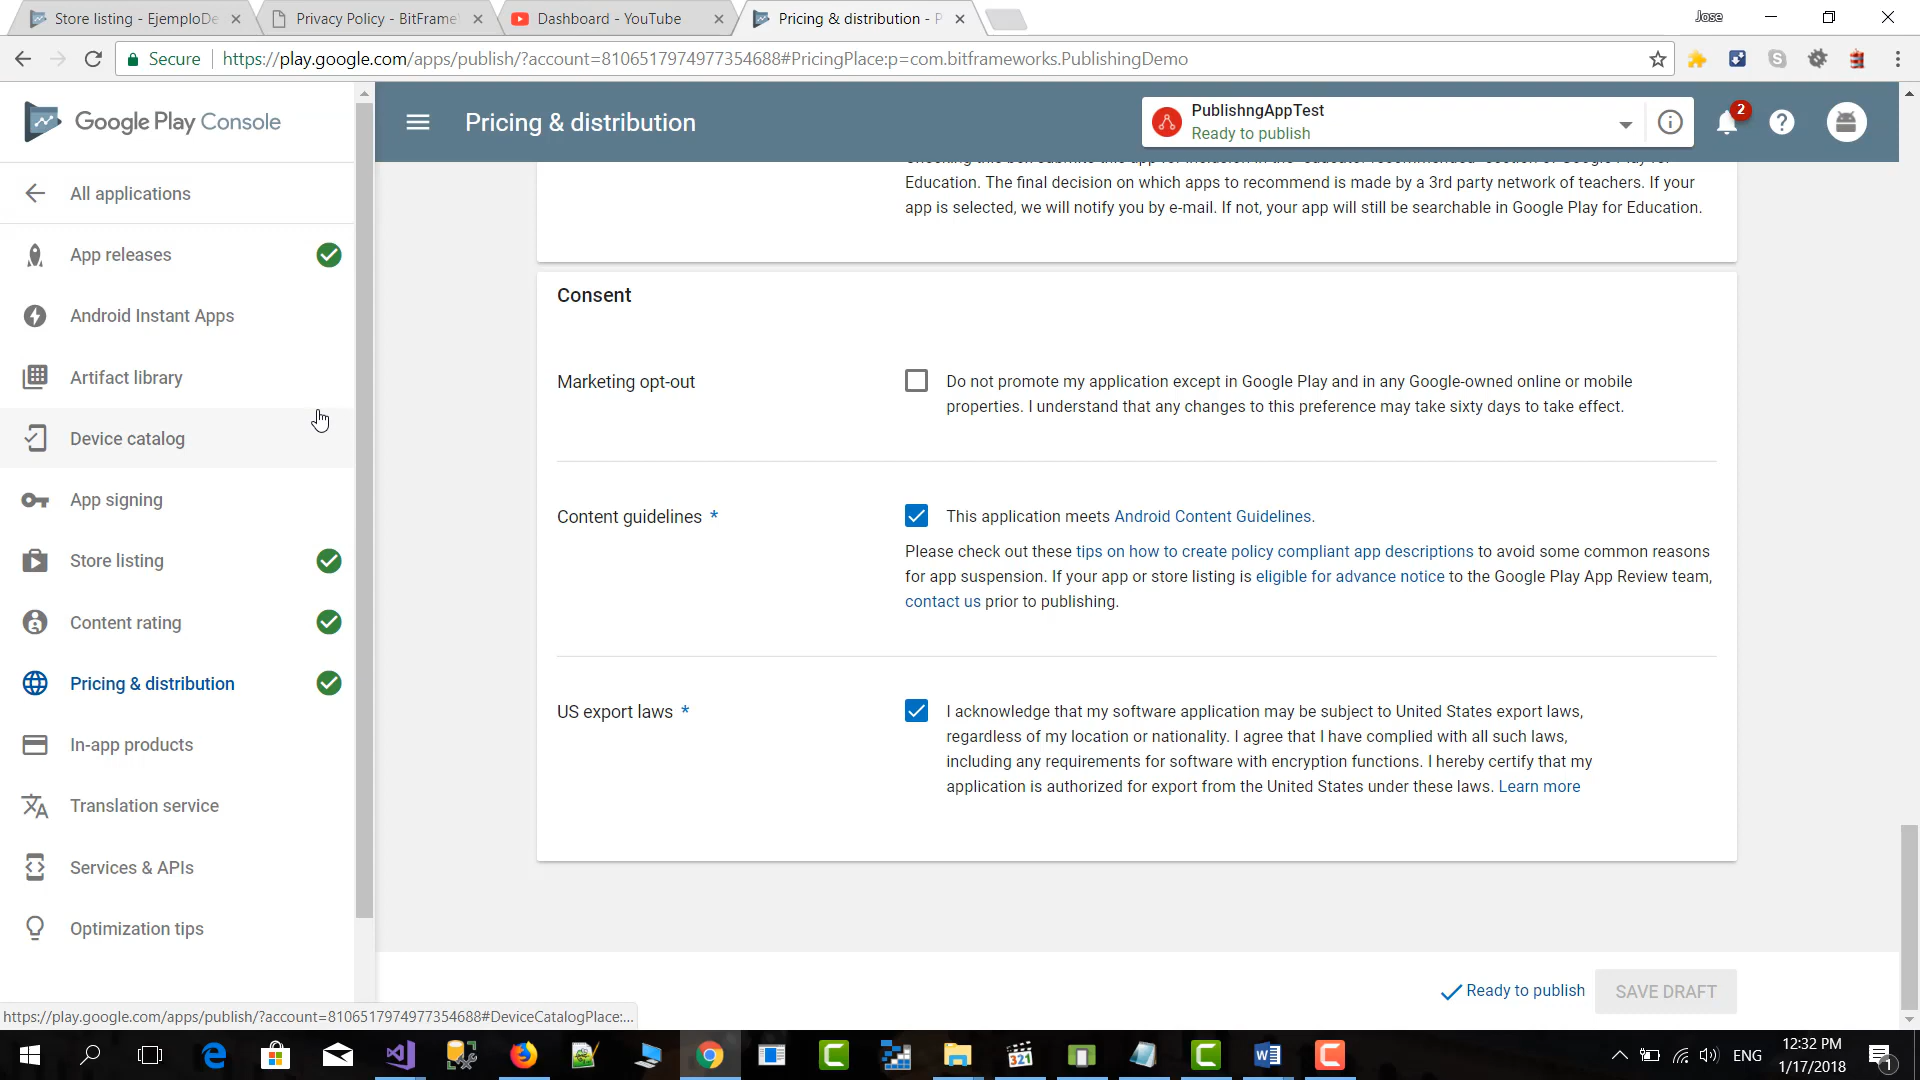 Store listing - EjemploDe
Privacy Policy - BitFrame
Dashboard - YouTube
Pricing & distribution - P
Jose
Secure
https://play.google.com/apps/publish/?account=8106517974977354688#PricingPlace:p=com.bitframeworks.PublishingDemo
Google Play Console
Pricing & distribution
PublishngAppTest
Ready to publish
2
All applications
App releases
Android Instant Apps
Artifact library
Device catalog
App signing
Store listing
Content rating
Pricing & distribution
In-app products
Translation service
Services & APIs
Optimization tips
Education. The final decision on which apps to recommend is made by a 3rd party network of teachers. If your
app is selected, we will notify you by e-mail. If not, your app will still be searchable in Google Play for Education.
Consent
Marketing opt-out
Do not promote my application except in Google Play and in any Google-owned online or mobile
properties. I understand that any changes to this preference may take sixty days to take effect.
Content guidelines *
This application meets Android Content Guidelines.
Please check out these tips on how to create policy compliant app descriptions to avoid some common reasons
for app suspension. If your app or store listing is eligible for advance notice to the Google Play App Review team,
contact us prior to publishing.
US export laws *
I acknowledge that my software application may be subject to United States export laws,
regardless of my location or nationality. I agree that I have complied with all such laws,
including any requirements for software with encryption functions. I hereby certify that my
application is authorized for export from the United States under these laws. Learn more
Ready to publish
SAVE DRAFT
https://play.google.com/apps/publish/?account=8106517974977354688#DeviceCatalogPlace:...
321
ENG
12:32 PM
1/17/2018
1